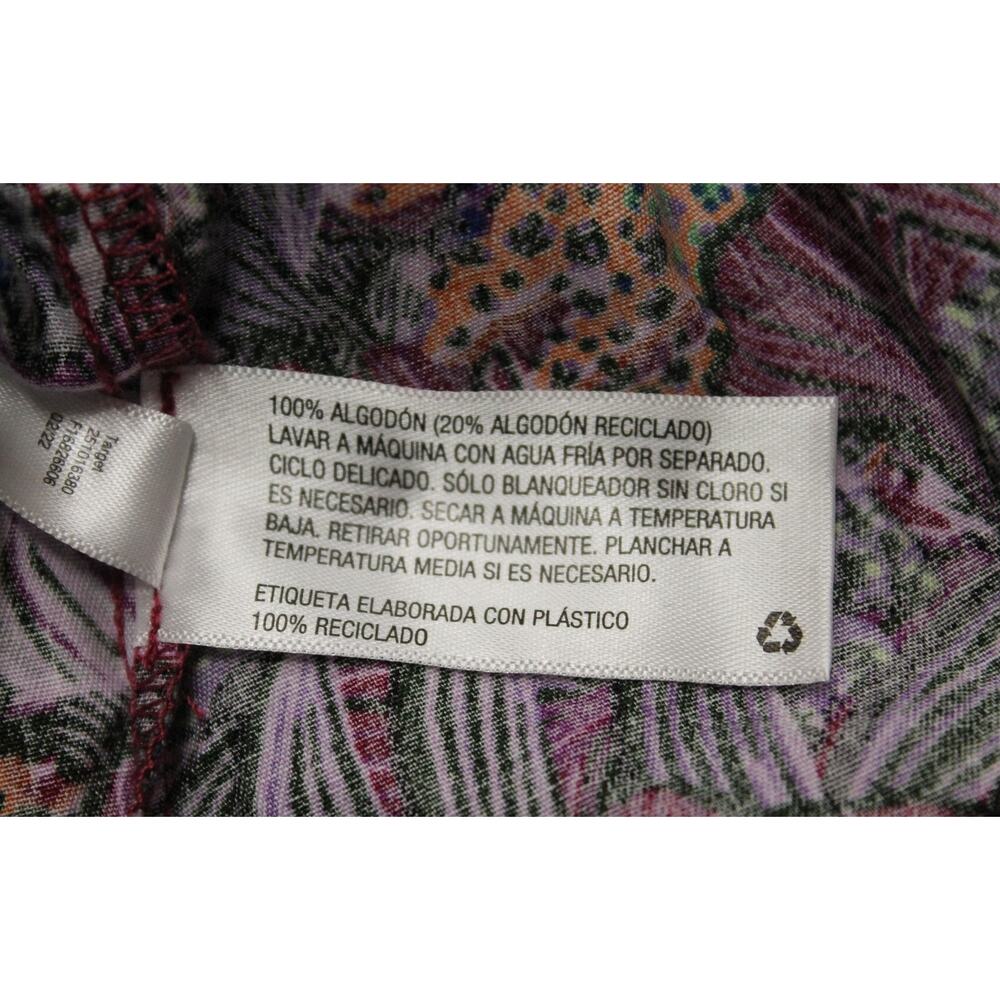 100% ALGODÓN (20% ALGODÓN RECICLADO)
LAVAR A MÁQUINA CON AGUA FRÍA POR SEPARADO.
CICLO DELICADO. SÓLO BLANQUEADOR SIN CLORO SI
ES NECESARIO. SECAR A MÁQUINA A TEMPERATURA
BAJA. RETIRAR OPORTUNAMENTE. PLANCHAR A
TEMPERATURA MEDIA SI ES NECESARIO.
ETIQUETA ELABORADA CON PLÁSTICO
100% RECICLADO
Target
251016380
F16826606
02/22